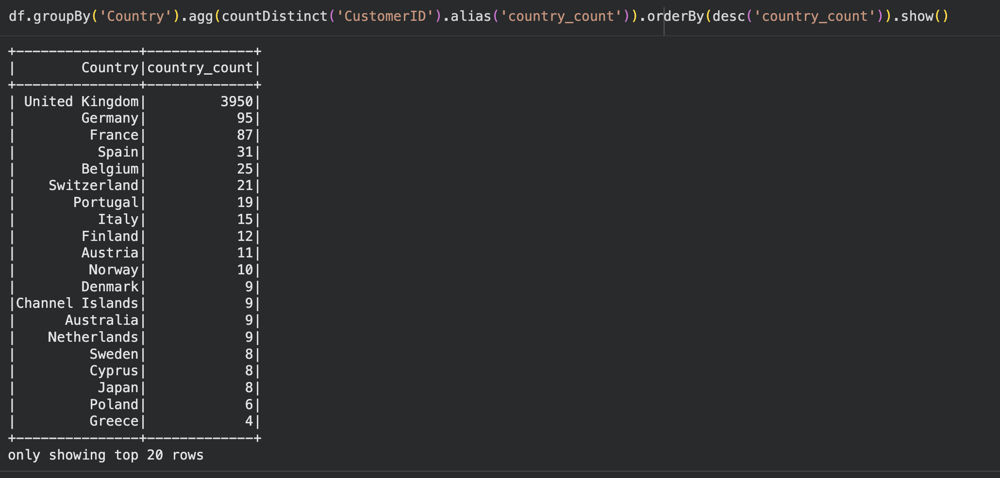 df.groupBy('Country').agg(countDistinct('CustomerID').alias('country_count')).orderBy(desc('country_count')).show()
+---------------+-------------+
|        Country|country_count|
+---------------+-------------+
| United Kingdom|         3950|
|        Germany|           95|
|         France|           87|
|          Spain|           31|
|        Belgium|           25|
|    Switzerland|           21|
|       Portugal|           19|
|          Italy|           15|
|        Finland|           12|
|        Austria|           11|
|         Norway|           10|
|        Denmark|            9|
|Channel Islands|            9|
|      Australia|            9|
|    Netherlands|            9|
|         Sweden|            8|
|         Cyprus|            8|
|          Japan|            8|
|         Poland|            6|
|         Greece|            4|
+---------------+-------------+
only showing top 20 rows